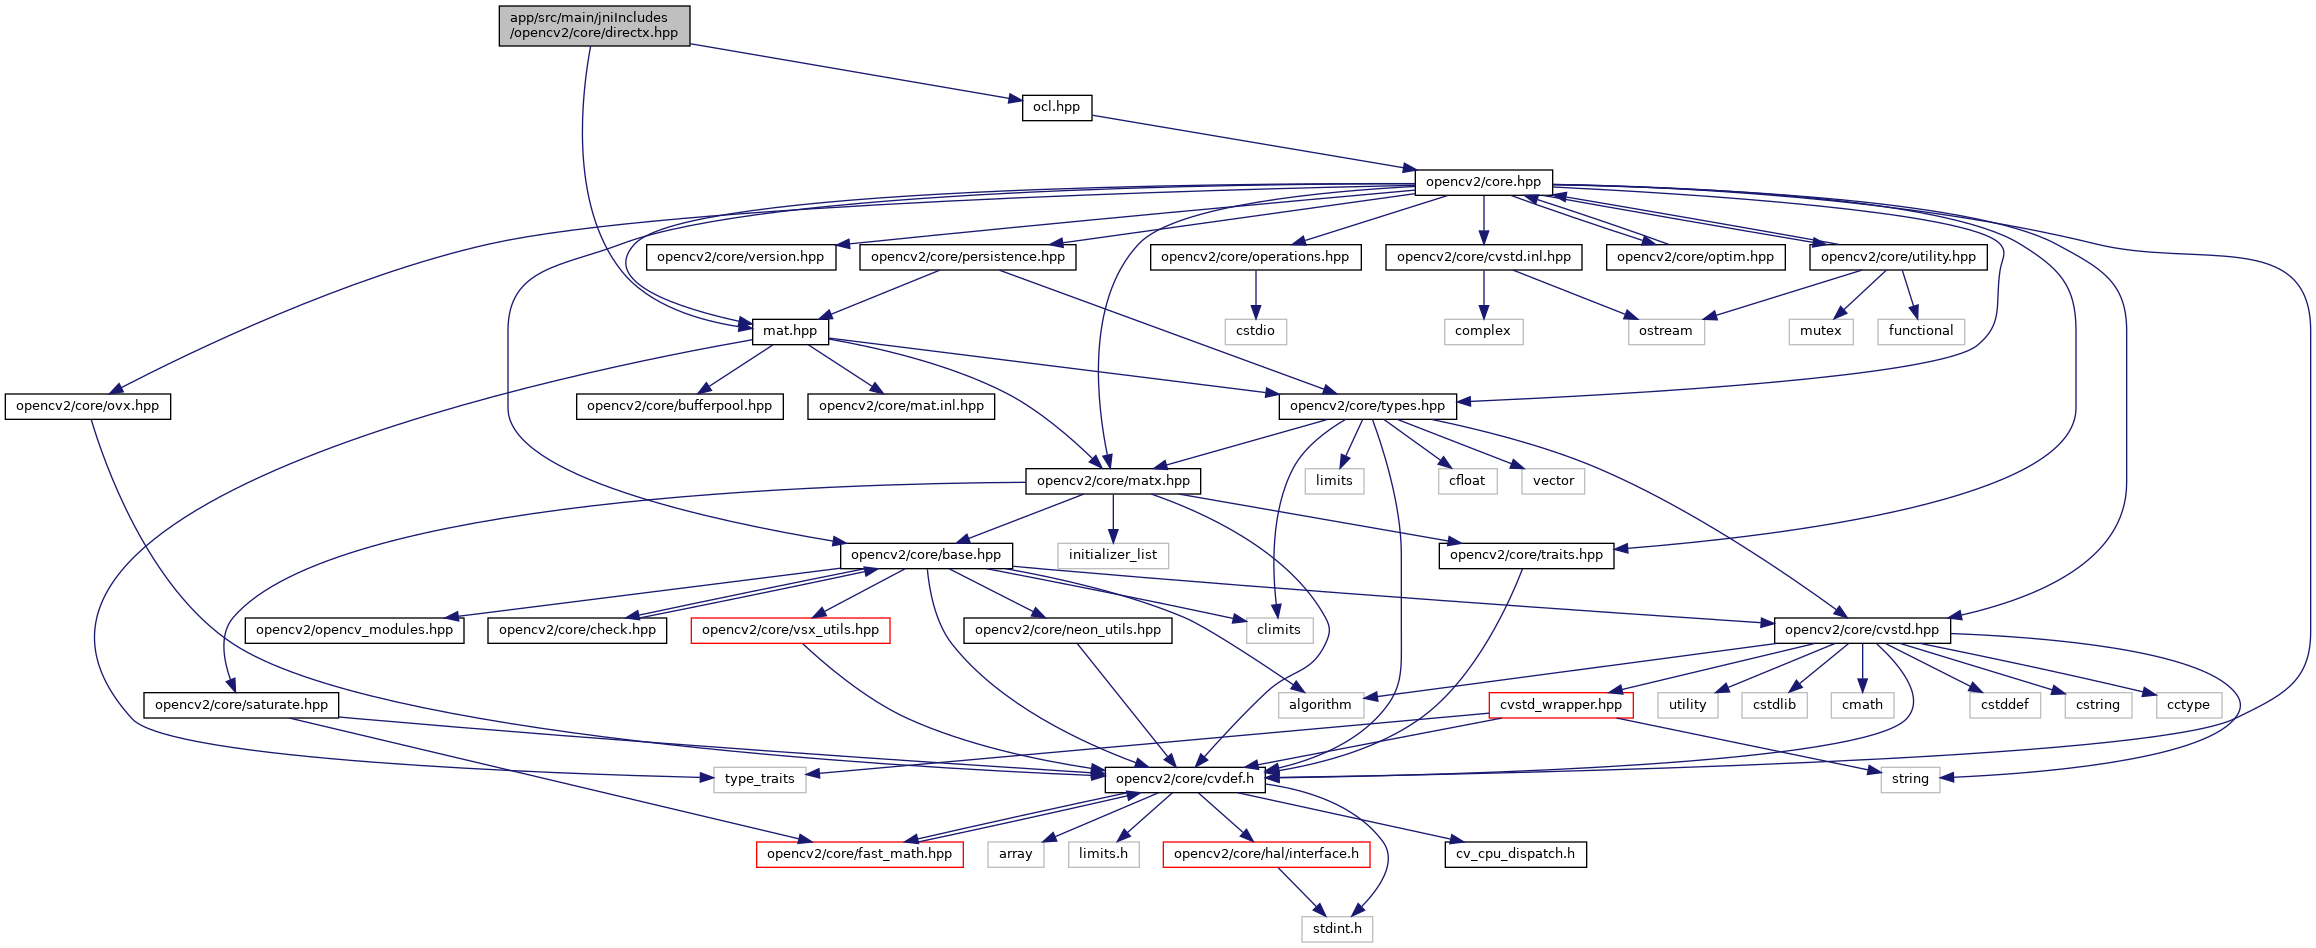 app/src/main/jniIncludes
/opencv2/core/directx.hpp
ocl.hpp
opencv2/core.hpp
opencv2/core/version.hpp
opencv2/core/persistence.hpp
opencv2/core/operations.hpp
opencv2/core/cvstd.inl.hpp
opencv2/core/optim.hpp
opencv2/core/utility.hpp
mat.hpp
cstdio
complex
ostream
mutex
functional
opencv2/core/ovx.hpp
opencv2/core/bufferpool.hpp
opencv2/core/mat.inl.hpp
opencv2/core/types.hpp
opencv2/core/matx.hpp
limits
cfloat
vector
opencv2/core/base.hpp
initializer_list
opencv2/core/traits.hpp
opencv2/opencv_modules.hpp
opencv2/core/check.hpp
opencv2/core/vsx_utils.hpp
opencv2/core/neon_utils.hpp
climits
opencv2/core/cvstd.hpp
opencv2/core/saturate.hpp
algorithm
cvstd_wrapper.hpp
utility
cstdlib
cmath
cstddef
cstring
cctype
type_traits
opencv2/core/cvdef.h
string
opencv2/core/fast_math.hpp
array
limits.h
opencv2/core/hal/interface.h
cv_cpu_dispatch.h
stdint.h